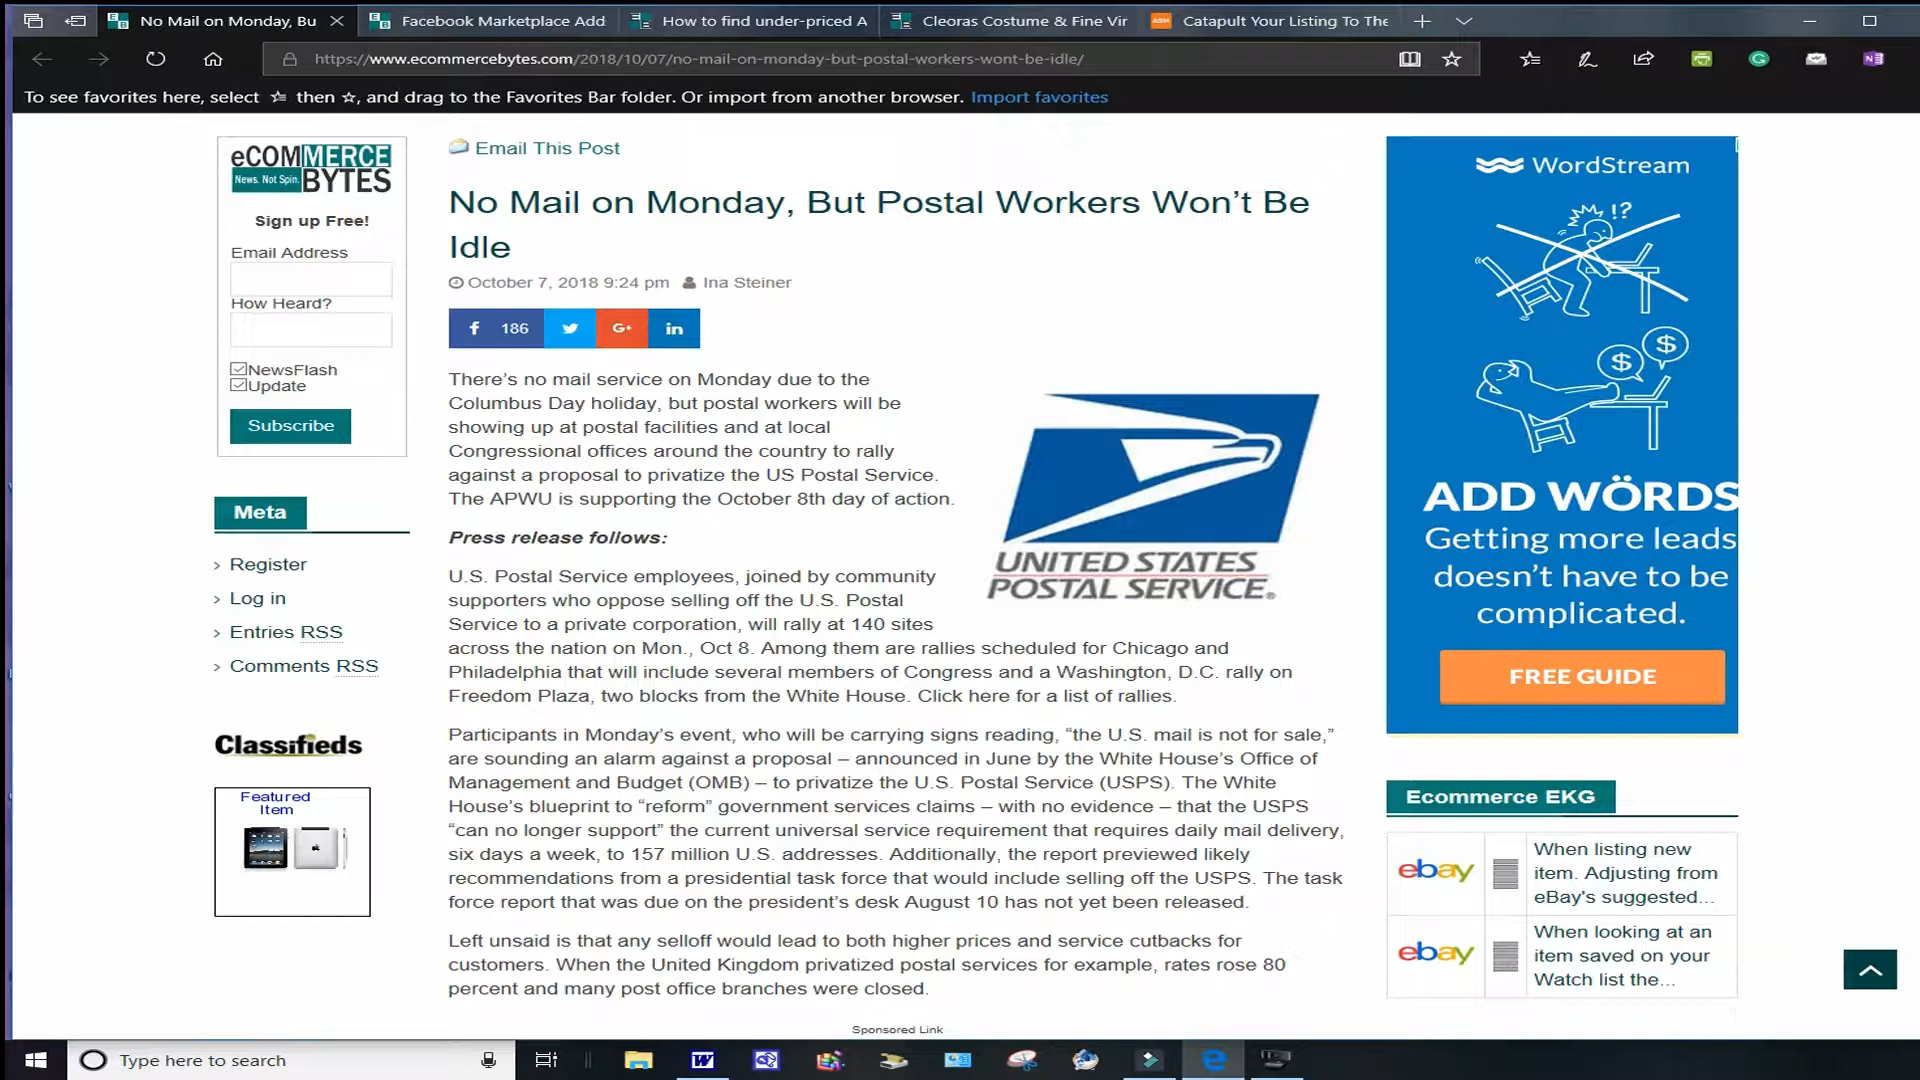 No Mail on Monday, Bu
Facebook Marketplace Add
How to find under-priced A
Cleoras Costume & Fine Vir
ASM
Catapult Your Listing To The
https://www.ecommercebytes.com/2018/10/07/no-mail-on-monday-but-postal-workers-wont-be-idle/
To see favorites here, select then , and drag to the Favorites Bar folder. Or import from another browser. Import favorites
eCOMMERCE
News. Not Spin. BYTES
Sign up Free!
Email Address
How Heard?
NewsFlash
Update
Subscribe
Meta
Register
Log in
Entries RSS
Comments RSS
Classifieds
Featured
Item
Email This Post
No Mail on Monday, But Postal Workers Won’t Be
Idle
October 7, 2018 9:24 pm Ina Steiner
f 186 G+ in
There’s no mail service on Monday due to the
Columbus Day holiday, but postal workers will be
showing up at postal facilities and at local
Congressional offices around the country to rally
against a proposal to privatize the US Postal Service.
The APWU is supporting the October 8th day of action.
UNITED STATES
POSTAL SERVICE®
Press release follows:
U.S. Postal Service employees, joined by community
supporters who oppose selling off the U.S. Postal
Service to a private corporation, will rally at 140 sites
across the nation on Mon., Oct 8. Among them are rallies scheduled for Chicago and
Philadelphia that will include several members of Congress and a Washington, D.C. rally on
Freedom Plaza, two blocks from the White House. Click here for a list of rallies.
Participants in Monday’s event, who will be carrying signs reading, “the U.S. mail is not for sale,”
are sounding an alarm against a proposal – announced in June by the White House’s Office of
Management and Budget (OMB) – to privatize the U.S. Postal Service (USPS). The White
House’s blueprint to “reform” government services claims – with no evidence – that the USPS
“can no longer support” the current universal service requirement that requires daily mail delivery,
six days a week, to 157 million U.S. addresses. Additionally, the report previewed likely
recommendations from a presidential task force that would include selling off the USPS. The task
force report that was due on the president’s desk August 10 has not yet been released.
Left unsaid is that any selloff would lead to both higher prices and service cutbacks for
customers. When the United Kingdom privatized postal services for example, rates rose 80
percent and many post office branches were closed.
Sponsored Link
WordStream
!?
$ $
ADD WÖRDS
Getting more leads
doesn’t have to be
complicated.
FREE GUIDE
Ecommerce EKG
ebay
When listing new
item. Adjusting from
eBay's suggested...
ebay
When looking at an
item saved on your
Watch list the...
Type here to search